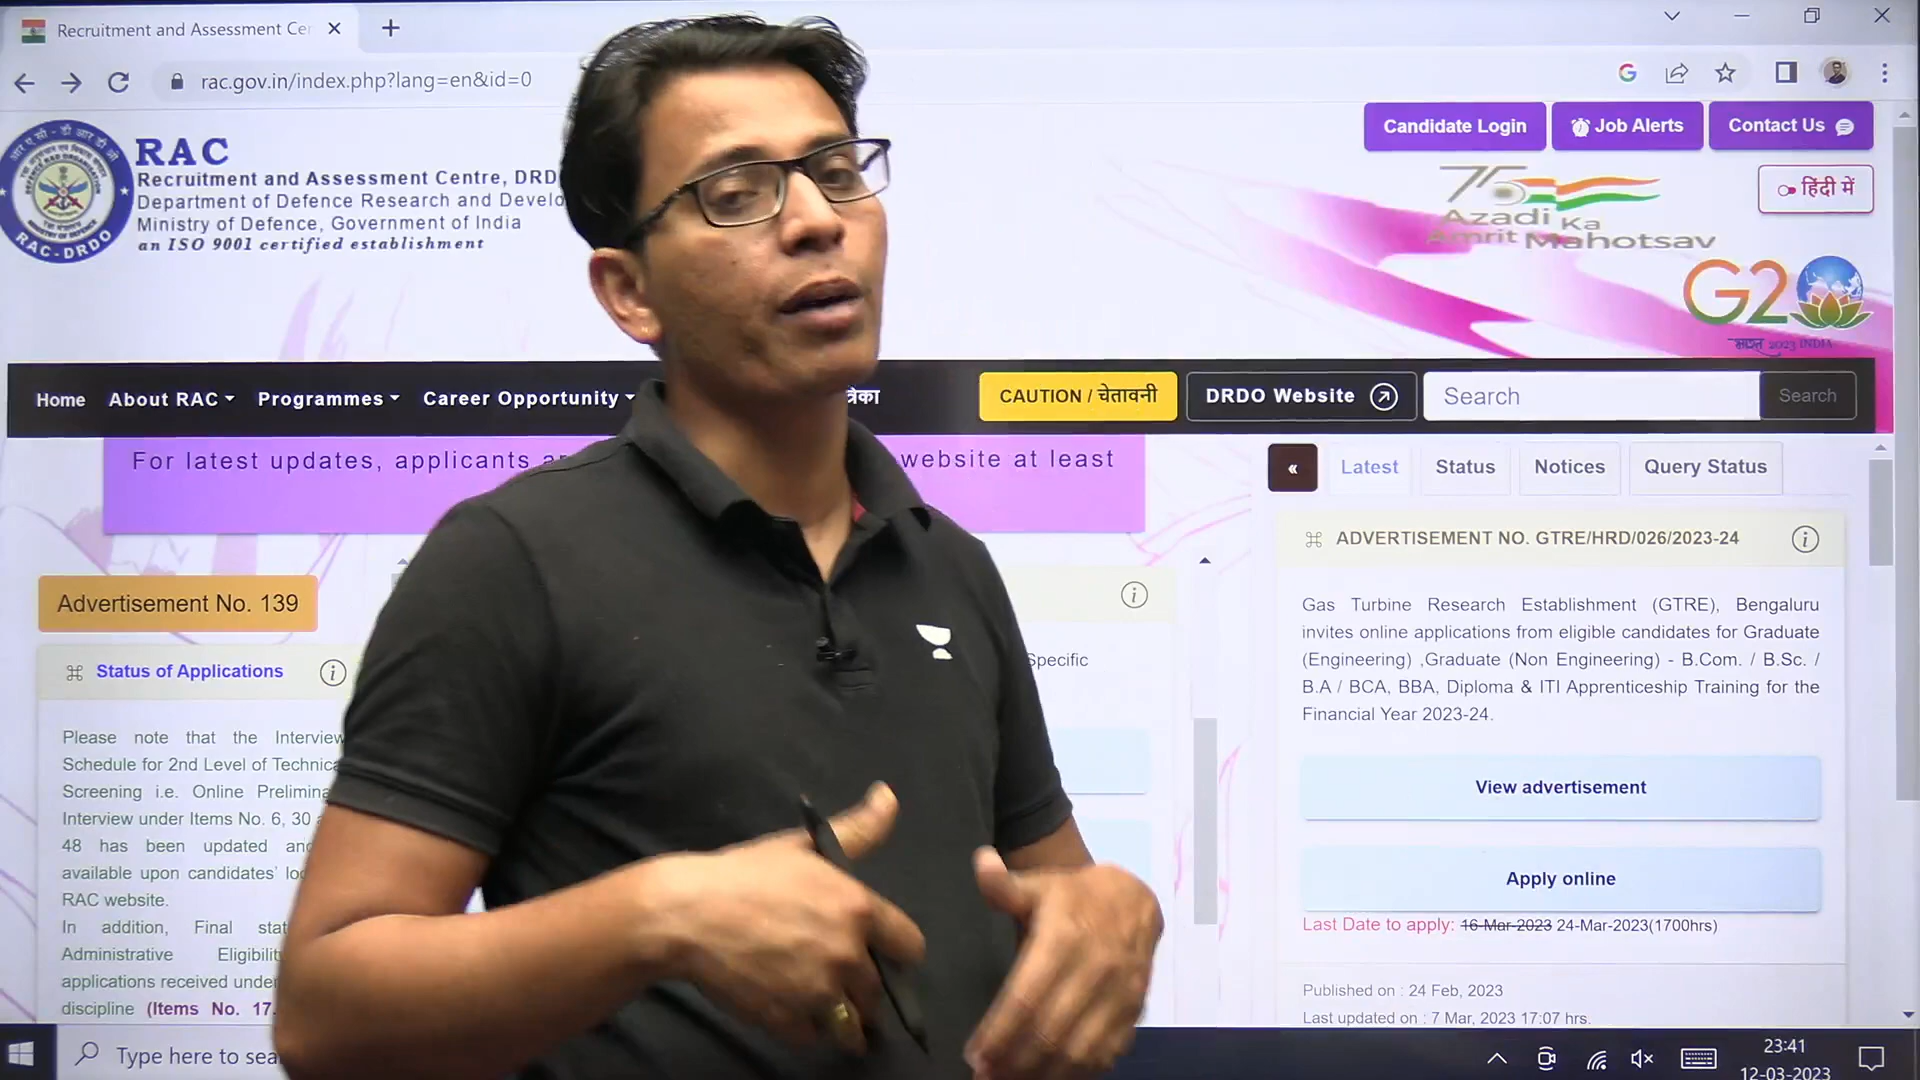 Recruitment and Assessment Cer
rac.gov.in/index.php?lang=en&id=0
Candidate Login
Job Alerts
Contact Us
RAC
Recruitment and Assessment Centre, DRD
Department of Defence Research and Develo
Ministry of Defence, Government of India
an ISO 9001 certified establishment
RAC-DRDO
75
Azadi Ka
Amrit Mahotsav
हिंदी में
G20
भारत 2023 INDIA
Home
About RAC
Programmes
Career Opportunity
CAUTION / चेतावनी
DRDO Website
Search
Search
For latest updates, applicants
website at least
«
Latest
Status
Notices
Query Status
Advertisement No. 139
Status of Applications
Please note that the Interview
Schedule for 2nd Level of Technica
Screening i.e. Online Prelimina
Interview under Items No. 6, 30
48 has been updated and
available upon candidates' lo
RAC website.
In addition, Final stat
Administrative Eligibility
applications received under
discipline (Items No. 17.
Specific
ADVERTISEMENT NO. GTRE/HRD/026/2023-24
Gas Turbine Research Establishment (GTRE), Bengaluru
invites online applications from eligible candidates for Graduate
(Engineering) ,Graduate (Non Engineering) - B.Com. / B.Sc. /
B.A / BCA, BBA, Diploma & ITI Apprenticeship Training for the
Financial Year 2023-24.
View advertisement
Apply online
Last Date to apply: 16-Mar-2023 24-Mar-2023(1700hrs)
Published on : 24 Feb, 2023
Last updated on : 7 Mar, 2023 17:07 hrs.
Type here to sea
23:41
12-03-2023